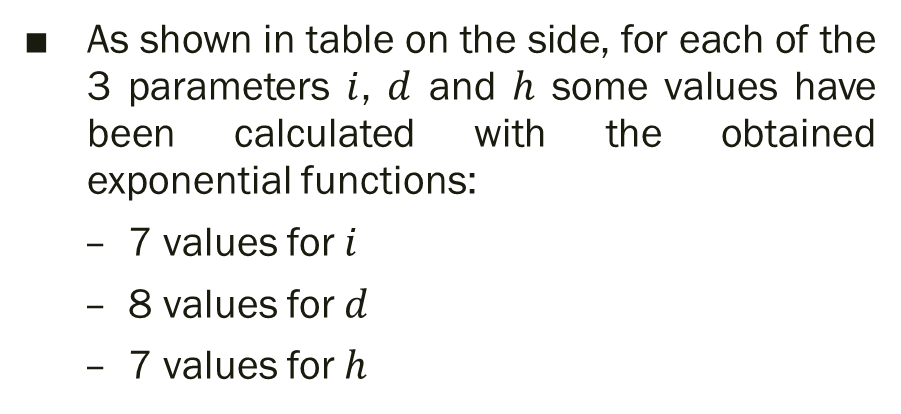 ■ As shown in table on the side, for each of the
3 parameters i, d and h some values have
been calculated with the obtained
exponential functions:
– 7 values for i
– 8 values for d
– 7 values for h